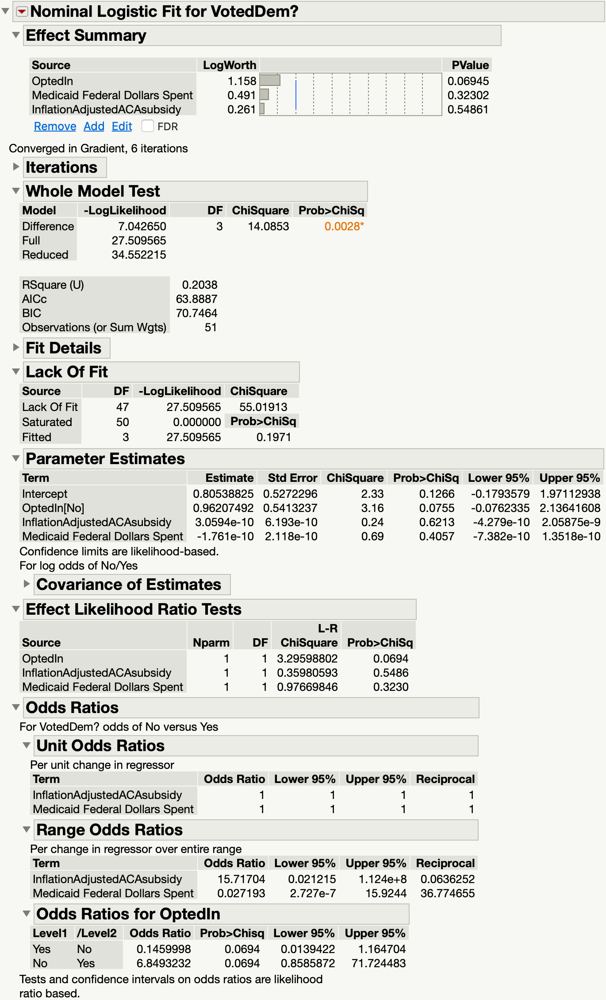 Nominal Logistic Fit for VotedDem?
Effect Summary
Source LogWorth PValue
OptedIn 1.158 0.06945
Medicaid Federal Dollars Spent 0.491 0.32302
InflationAdjustedACAsubsidy 0.261 0.54861
Remove Add Edit FDR
Converged in Gradient, 6 iterations
Iterations
Whole Model Test
Model -LogLikelihood DF ChiSquare Prob>ChiSq
Difference 7.042650 3 14.0853 0.0028*
Full 27.509565
Reduced 34.552215
RSquare (U) 0.2038
AICc 63.8887
BIC 70.7464
Observations (or Sum Wgts) 51
Fit Details
Lack Of Fit
Source DF -LogLikelihood ChiSquare
Lack Of Fit 47 27.509565 55.01913
Saturated 50 0.000000 Prob>ChiSq
Fitted 3 27.509565 0.1971
Parameter Estimates
Term Estimate Std Error ChiSquare Prob>ChiSq Lower 95% Upper 95%
Intercept 0.80538825 0.5272296 2.33 0.1266 -0.1793579 1.97112938
OptedIn[No] 0.96207492 0.5413237 3.16 0.0755 -0.0762335 2.13641608
InflationAdjustedACAsubsidy 3.0594e-10 6.193e-10 0.24 0.6213 -4.279e-10 2.05875e-9
Medicaid Federal Dollars Spent -1.761e-10 2.118e-10 0.69 0.4057 -7.382e-10 1.3518e-10
Confidence limits are likelihood-based.
For log odds of No/Yes
Covariance of Estimates
Effect Likelihood Ratio Tests
L-R
Source Nparm DF ChiSquare Prob>ChiSq
OptedIn 1 1 3.29598802 0.0694
InflationAdjustedACAsubsidy 1 1 0.35980593 0.5486
Medicaid Federal Dollars Spent 1 1 0.97669846 0.3230
Odds Ratios
For VotedDem? odds of No versus Yes
Unit Odds Ratios
Per unit change in regressor
Term Odds Ratio Lower 95% Upper 95% Reciprocal
InflationAdjustedACAsubsidy 1 1 1 1
Medicaid Federal Dollars Spent 1 1 1 1
Range Odds Ratios
Per change in regressor over entire range
Term Odds Ratio Lower 95% Upper 95% Reciprocal
InflationAdjustedACAsubsidy 15.71704 0.021215 1.124e+8 0.0636252
Medicaid Federal Dollars Spent 0.027193 2.727e-7 15.9244 36.774655
Odds Ratios for OptedIn
Level1 /Level2 Odds Ratio Prob>Chisq Lower 95% Upper 95%
Yes No 0.1459998 0.0694 0.0139422 1.164704
No Yes 6.8493232 0.0694 0.8585872 71.724483
Tests and confidence intervals on odds ratios are likelihood
ratio based.